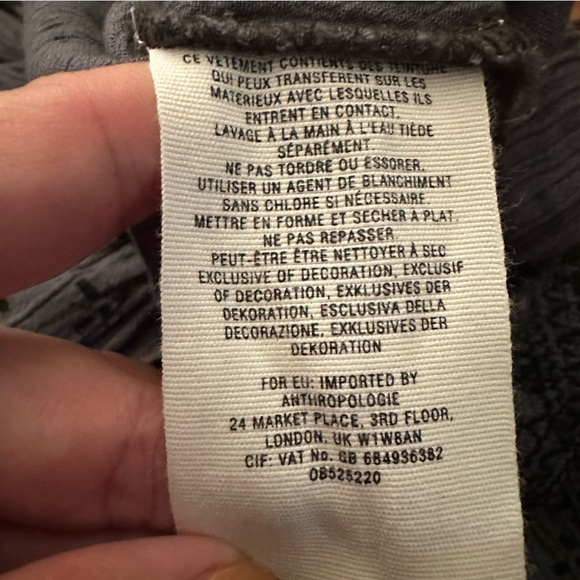 CE VETEMENT CONTIENTS DES TEINTURE
QUI PEUX TRANSFERENT SUR LES
MATERIEUX AVEC LESQUELLES ILS
ENTRENT EN CONTACT.
LAVAGE À LA MAIN À L'EAU TIÈDE
SÉPARÉMENT
NE PAS TORDRE OU ESSORER.
UTILISER UN AGENT DE BLANCHIMENT
SANS CHLORE SI NÉCESSAIRE
METTRE EN FORME ET SECHER A PLAT.
NE PAS REPASSER
PEUT-ÊTRE ÊTRE NETTOYER À SEC
EXCLUSIVE OF DECORATION, EXCLUSIF
OF DECORATION, EXKLUSIVES DER
DEKORATION, ESCLUSIVA DELLA
DECORAZIONE, EXKLUSIVES DER
DEKORATION
FOR EU: IMPORTED BY
ANTHROPOLOGIE
24 MARKET PLACE, 3RD FLOOR,
LONDON, UK W1W8AN
CIF: VAT No. GB 684936382
OB525220